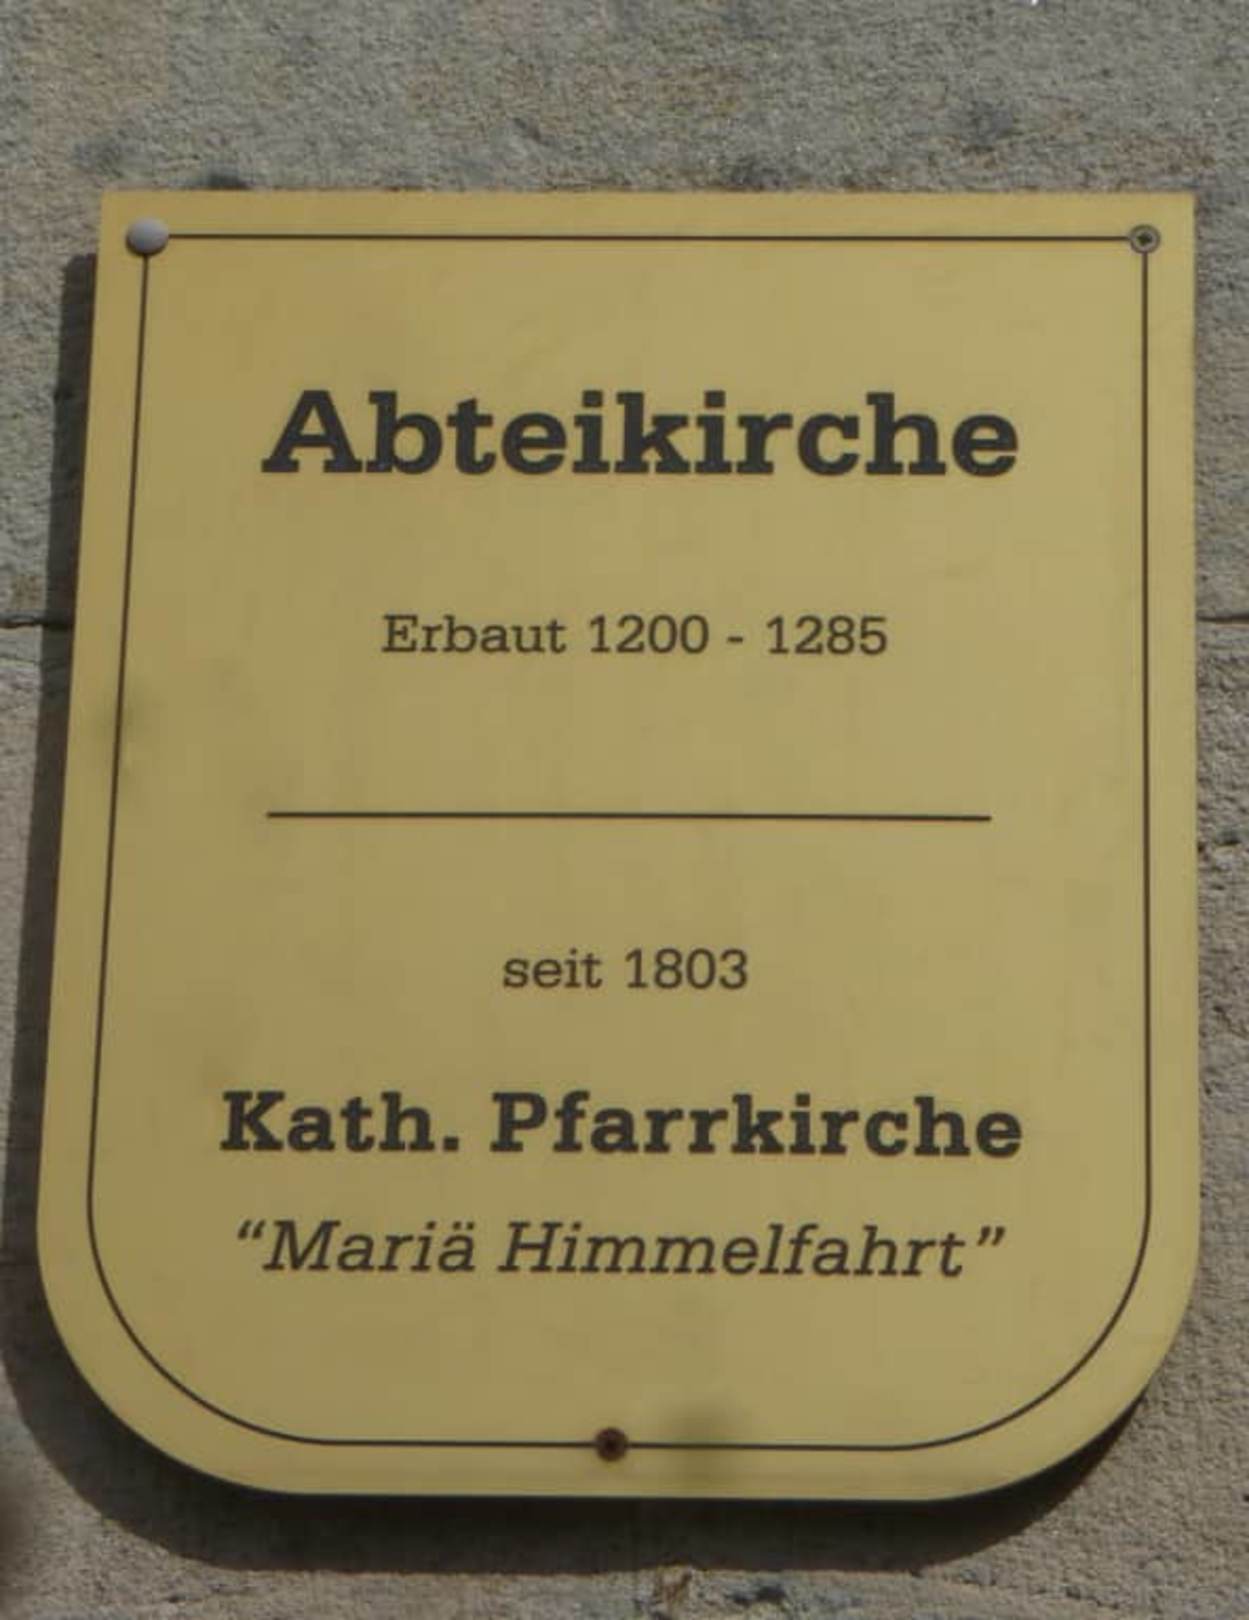 Abteikirche
Erbaut 1200 - 1285
seit 1803
Kath. Pfarrkirche
“Mariä Himmelfahrt”